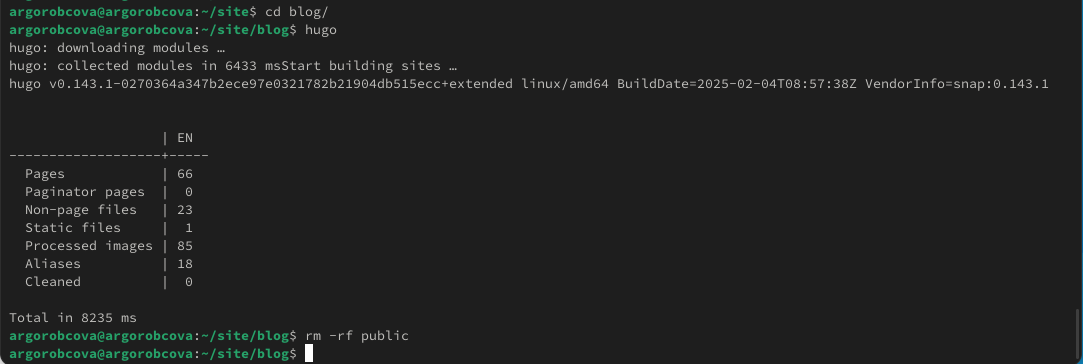 argorobcova@argorobcova:~/site$ cd blog/
argorobcova@argorobcova:~/site/blog$ hugo
hugo: downloading modules …
hugo: collected modules in 6433 msStart building sites …
hugo v0.143.1-0270364a347b2ece97e0321782b21904db515ecc+extended linux/amd64 BuildDate=2025-02-04T08:57:38Z VendorInfo=snap:0.143.1
                   | EN
-------------------+-----
  Pages            | 66
  Paginator pages  |  0
  Non-page files   | 23
  Static files     |  1
  Processed images | 85
  Aliases          | 18
  Cleaned          |  0
Total in 8235 ms
argorobcova@argorobcova:~/site/blog$ rm -rf public
argorobcova@argorobcova:~/site/blog$